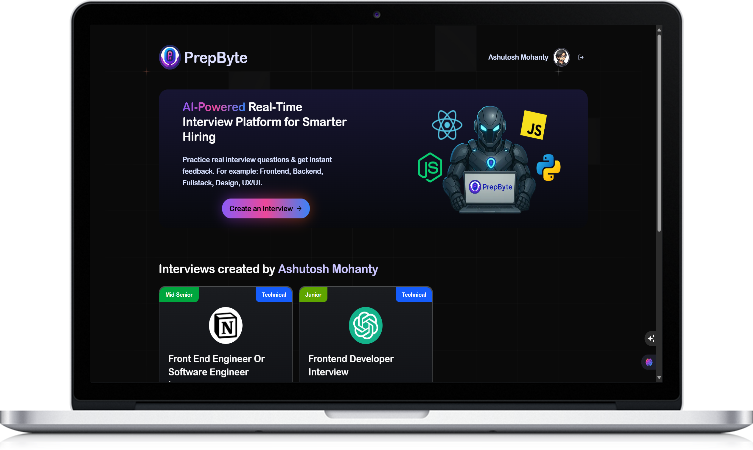 PrepByte
Ashutosh Mohanty
AI-Powered Real-Time
Interview Platform for Smarter
Hiring
Practice real interview questions & get instant
feedback. For example: Frontend, Backend,
Fullstack, Design, UX/UI.
Create an Interview →
JS
JS
PrepByte
Interviews created by Ashutosh Mohanty
Mid Senior
Technical
Junior
Technical
N
Front End Engineer Or
Software Engineer
Frontend Developer
Interview